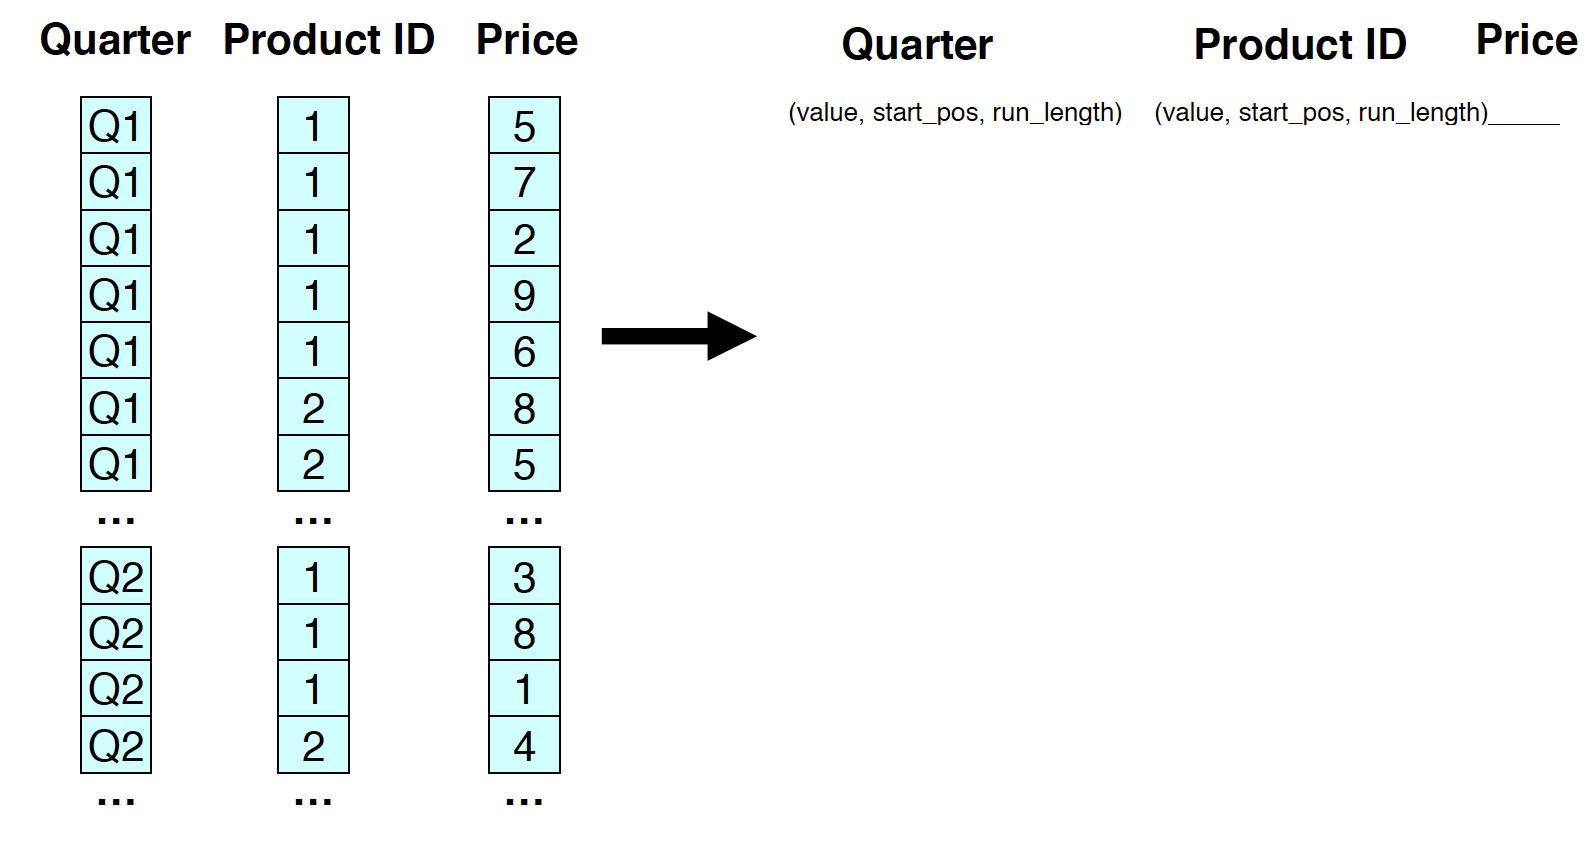 Quarter Product ID Price Quarter Product ID Price
(value, start_pos, run_length) (value, start_pos, run_length)_____
Q1 1 5
Q1 1 7
Q1 1 2
Q1 1 9
Q1 1 6
Q1 2 8
Q1 2 5
... ... ...
Q2 1 3
Q2 1 8
Q2 1 1
Q2 2 4
... ... ...